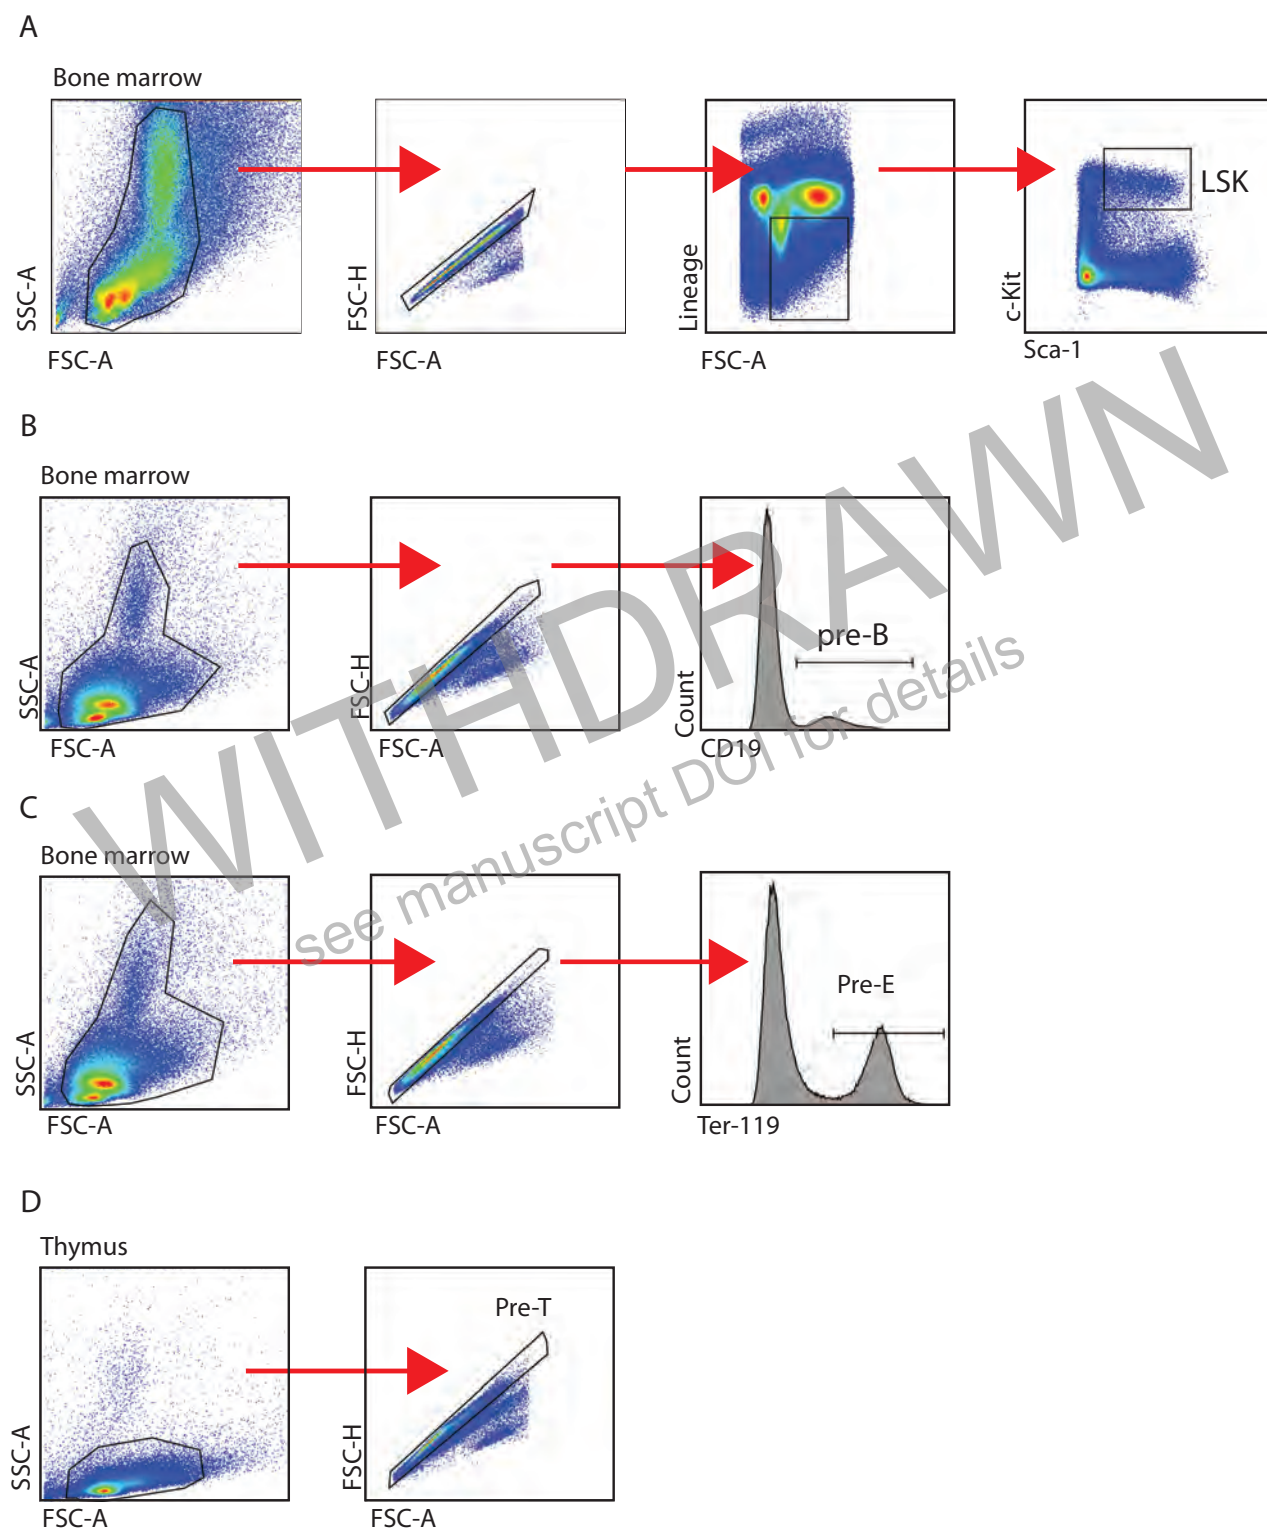 A
Bone marrow
SSC-A
FSC-A
FSC-H
FSC-A
Lineage
FSC-A
c-Kit
Sca-1
LSK
B
Bone marrow
SSC-A
FSC-A
FSC-H
FSC-A
Count
CD19
pre-B
WITHDRAWN
see manuscript DOI for details
C
Bone marrow
SSC-A
FSC-A
FSC-H
FSC-A
Count
Ter-119
Pre-E
D
Thymus
SSC-A
FSC-A
FSC-H
FSC-A
Pre-T